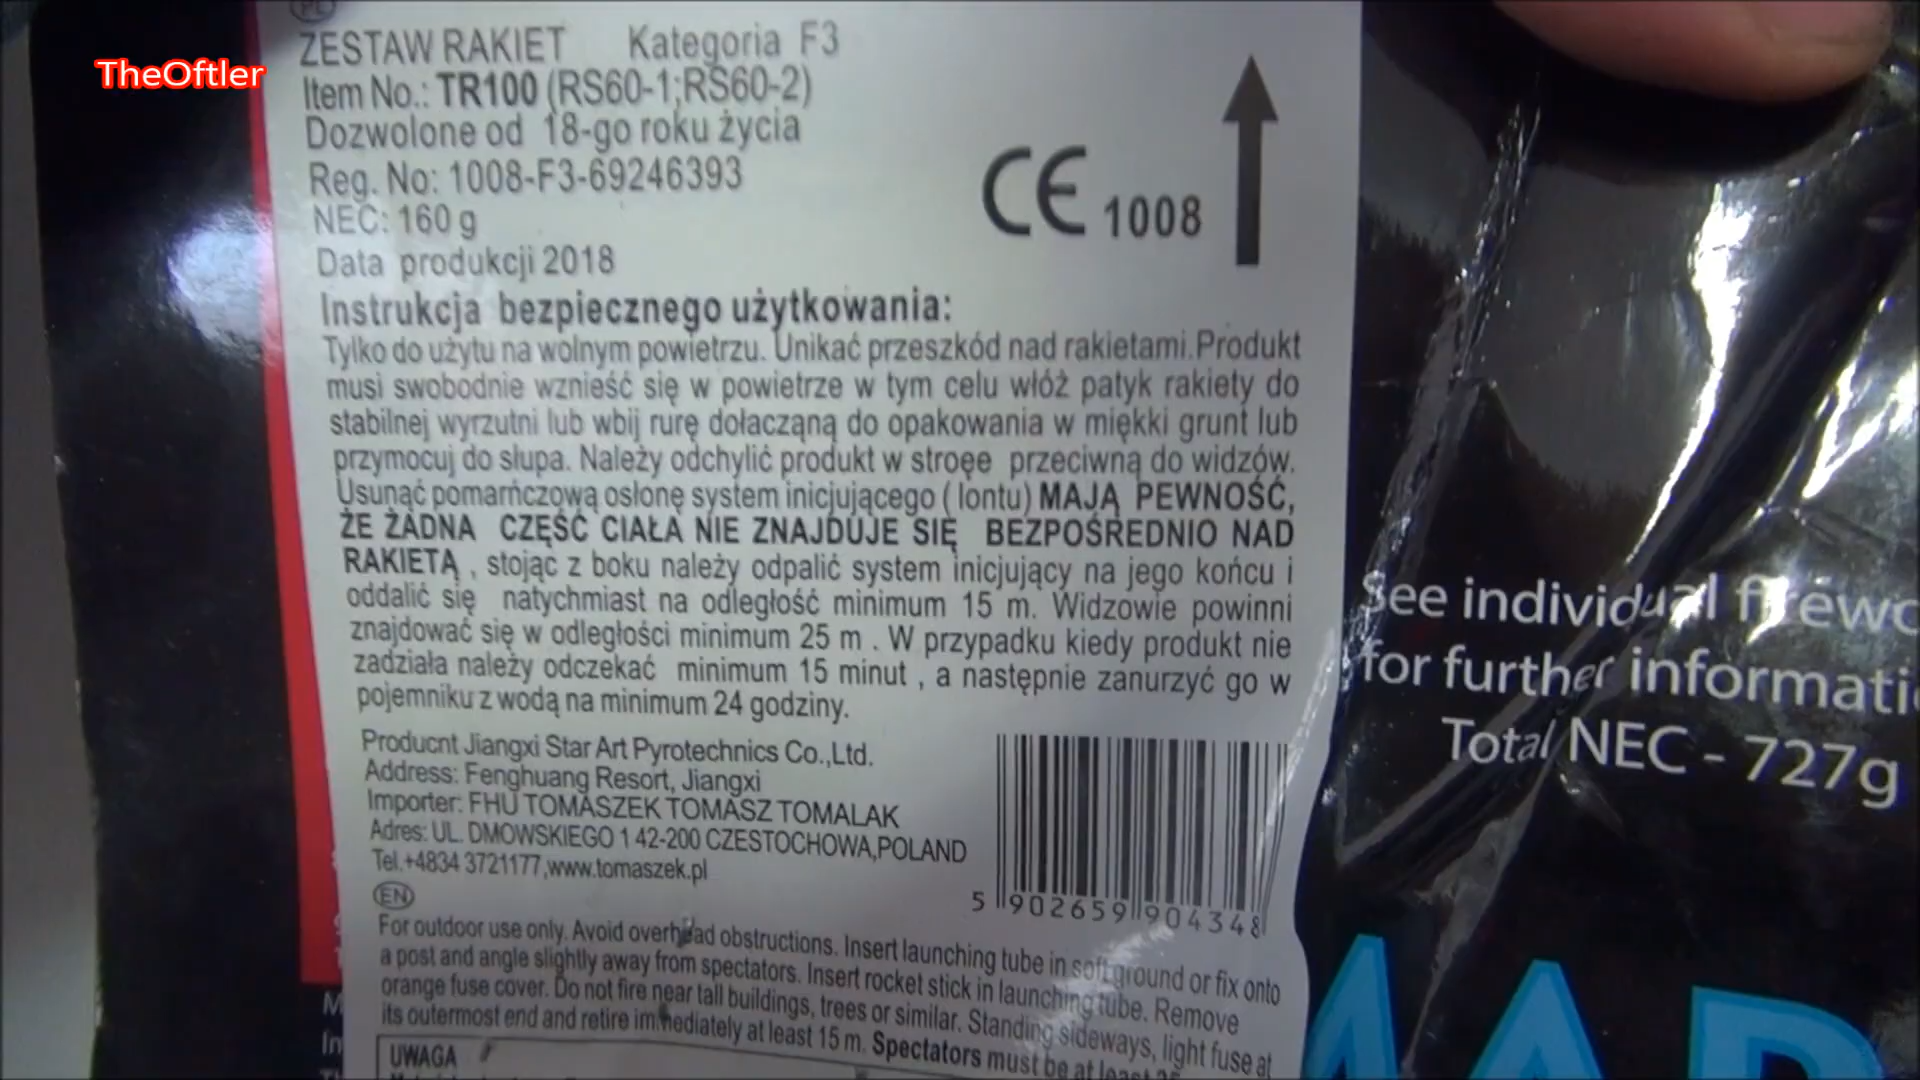 PL
TheOftler
ZESTAW RAKIET Kategoria F3
Item No.: TR100 (RS60-1;RS60-2)
Dozwolone od 18-go roku życia
Reg. No: 1008-F3-69246393
NEC: 160 g
Data produkcji 2018
CE 1008
Instrukcja bezpiecznego użytkowania:
Tylko do użytu na wolnym powietrzu. Unikać przeszkód nad rakietami.Produkt
musi swobodnie wznieść się w powietrze w tym celu włóż patyk rakiety do
stabilnej wyrzutni lub wbij rurę dołacząną do opakowania w miękki grunt lub
przymocuj do słupa. Należy odchylić produkt w stroęe przeciwną do widzów.
Usunąć pomarńczową osłonę system inicjującego ( lontu) MAJĄ PEWNOŚĆ,
ŻE ŻADNA CZĘŚĆ CIAŁA NIE ZNAJDUJE SIĘ BEZPOŚREDNIO NAD
RAKIETĄ , stojąc z boku należy odpalić system inicjujący na jego końcu i
oddalić się natychmiast na odległość minimum 15 m. Widzowie powinni
znajdować się w odległości minimum 25 m . W przypadku kiedy produkt nie
zadziała należy odczekać minimum 15 minut , a następnie zanurzyć go w
pojemniku z wodą na minimum 24 godziny.
Producnt Jiangxi Star Art Pyrotechnics Co.,Ltd.
Address: Fenghuang Resort, Jiangxi
Importer: FHU TOMASZEK TOMASZ TOMALAK
Adres: UL. DMOWSKIEGO 1 42-200 CZESTOCHOWA,POLAND
Tel.+4834 3721177,www.tomaszek.pl
5 902659 904348
EN
For outdoor use only. Avoid overhead obstructions. Insert launching tube in soft ground or fix onto
a post and angle slightly away from spectators. Insert rocket stick in launching tube. Remove
orange fuse cover. Do not fire near tall buildings, trees or similar. Standing sideways, light fuse at
its outermost end and retire immediately at least 15 m. Spectators must be at least
UWAGA
See individual
for further
Total NEC - 727g